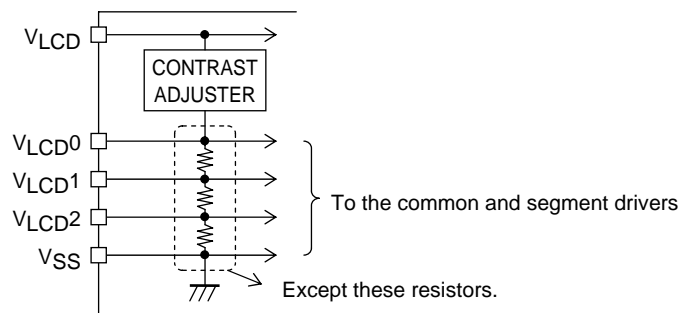 VLCD
CONTRAST
ADJUSTER
VLCD0
VLCD1
VLCD2
VSS
To the common and segment drivers
Except these resistors.